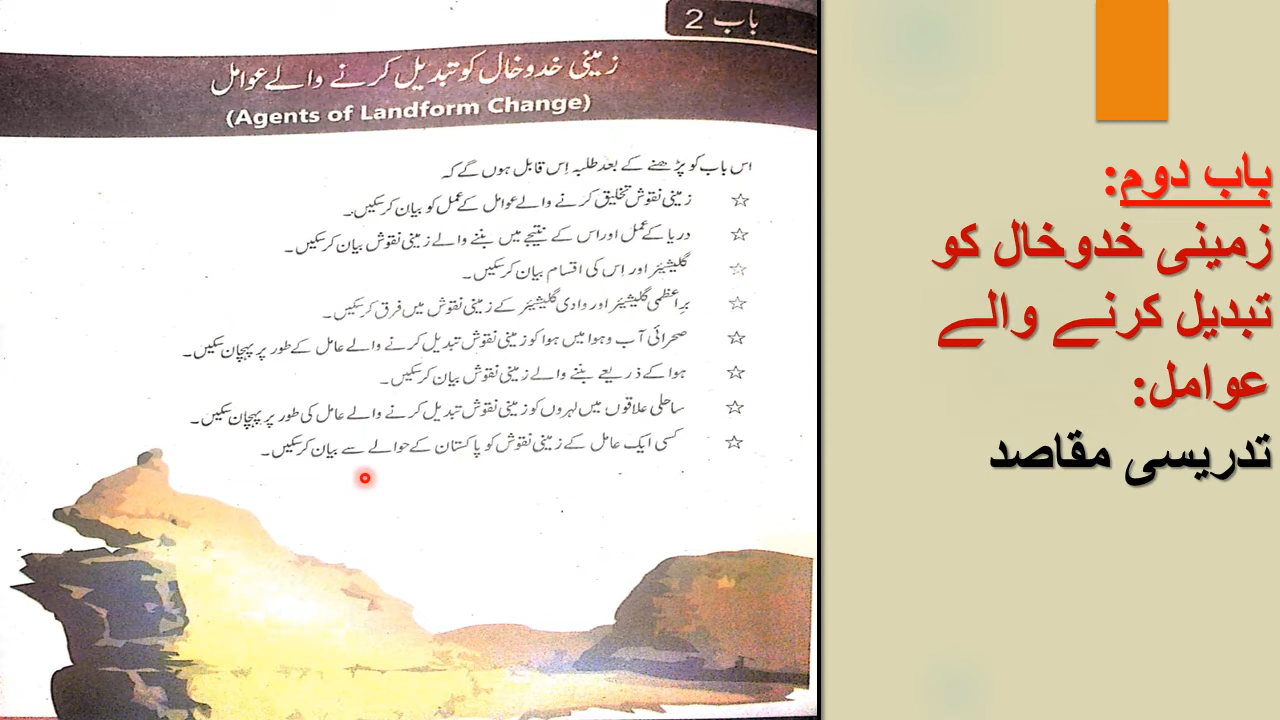 باب 2
زمینی خدوخال کو تبدیل کرنے والے عوامل
(Agents of Landform Change)
اس باب کو پڑھنے کے بعد طلبہ اِس قابل ہوں گے کہ
☆ زمینی نقوش تخلیق کرنے والے عوامل کے عمل کو بیان کر سکیں۔
☆ دریا کے عمل اور اس کے نتیجے میں بننے والے زمینی نقوش بیان کر سکیں۔
☆ گلیشیئر اور اِس کی اقسام بیان کر سکیں۔
☆ برِاعظمی گلیشیئر اور وادی گلیشیئر کے زمینی نقوش میں فرق کر سکیں۔
☆ صحرائی آب و ہوا میں ہوا کو زمینی نقوش تبدیل کرنے والے عامل کے طور پر پہچان سکیں۔
☆ ہوا کے ذریعے بننے والے زمینی نقوش بیان کر سکیں۔
☆ ساحلی علاقوں میں لہروں کو زمینی نقوش تبدیل کرنے والے عامل کی طور پر پہچان سکیں۔
☆ کسی ایک عامل کے زمینی نقوش کو پاکستان کے حوالے سے بیان کر سکیں۔
باب دوم:
زمینی خدوخال کو
تبدیل کرنے والے
عوامل:
تدریسی مقاصد